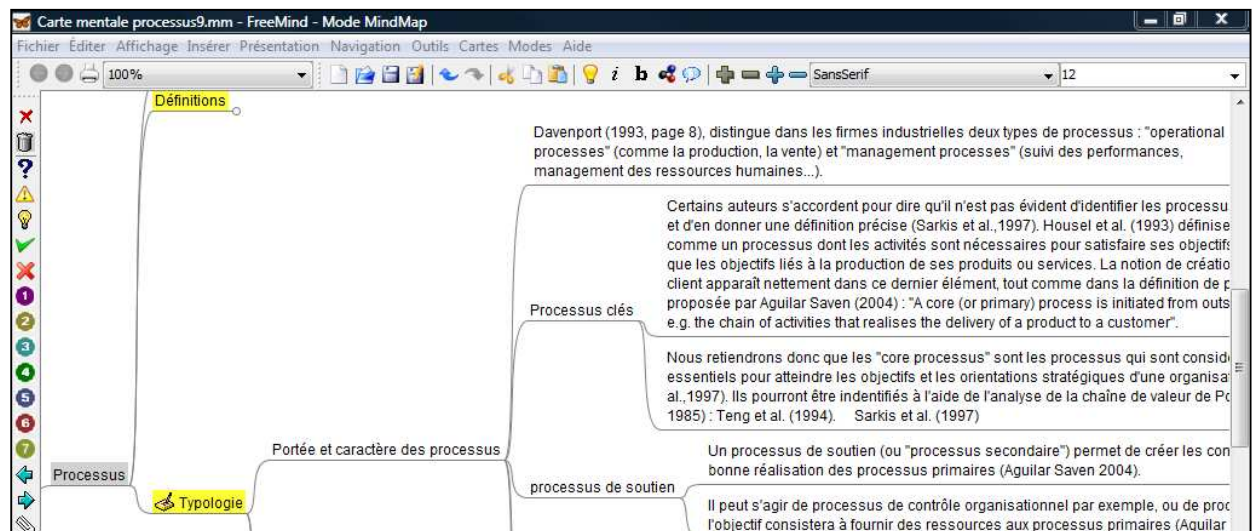 Carte mentale processus9.mm - FreeMind - Mode MindMap
Fichier Éditer Affichage Insérer Présentation Navigation Outils Cartes Modes Aide
100%
i b
SansSerif
12
Définitions
Davenport (1993, page 8), distingue dans les firmes industrielles deux types de processus : "operational
processes" (comme la production, la vente) et "management processes" (suivi des performances,
management des ressources humaines...).
Certains auteurs s'accordent pour dire qu'il n'est pas évident d'identifier les processu
et d'en donner une définition précise (Sarkis et al.,1997). Housel et al. (1993) définise
comme un processus dont les activités sont nécessaires pour satisfaire ses objectifs
que les objectifs liés à la production de ses produits ou services. La notion de créatio
client apparaît nettement dans ce dernier élément, tout comme dans la définition de p
proposée par Aguilar Saven (2004) : "A core (or primary) process is initiated from outs
e.g. the chain of activities that realises the delivery of a product to a customer".
Processus clés
Nous retiendrons donc que les "core processus" sont les processus qui sont considé
essentiels pour atteindre les objectifs et les orientations stratégiques d'une organisa
al.,1997). Ils pourront être indentifiés à l'aide de l'analyse de la chaîne de valeur de Po
1985) : Teng et al. (1994). Sarkis et al. (1997)
Portée et caractère des processus
Un processus de soutien (ou "processus secondaire") permet de créer les con
bonne réalisation des processus primaires (Aguilar Saven 2004).
Processus
processus de soutien
Typologie
Il peut s'agir de processus de contrôle organisationnel par exemple, ou de proc
l'objectif consistera à fournir des ressources aux processus primaires (Aguilar
1
2
3
4
5
6
7